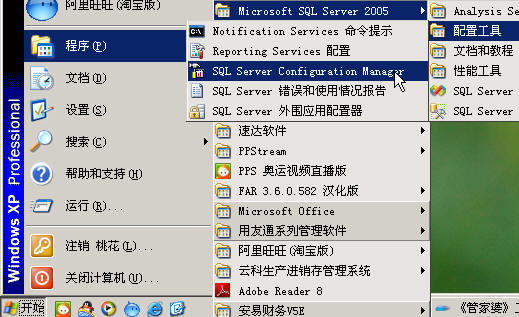 阿里旺旺(淘宝版)
程序(P)
文档(D)
设置(S)
搜索(C)
帮助和支持(H)
运行(R)...
注销 桃花(L)...
关闭计算机(U)...
Windows XP Professional
开始
Microsoft SQL Server 2005
Notification Services 命令提示
Reporting Services 配置
SQL Server Configuration Manager
SQL Server 错误和使用情况报告
SQL Server 外围应用配置器
速达软件
PPStream
PPS 奥运视频直播版
FAR 3.6.0.582 汉化版
Microsoft Office
用友通系列管理软件
阿里旺旺(淘宝版)
云科生产进销存管理系统
Adobe Reader 8
安易财务V5E
Analysis Se
配置工具
文档和教程
性能工具
SQL Server
SQL Server
《管家婆》工